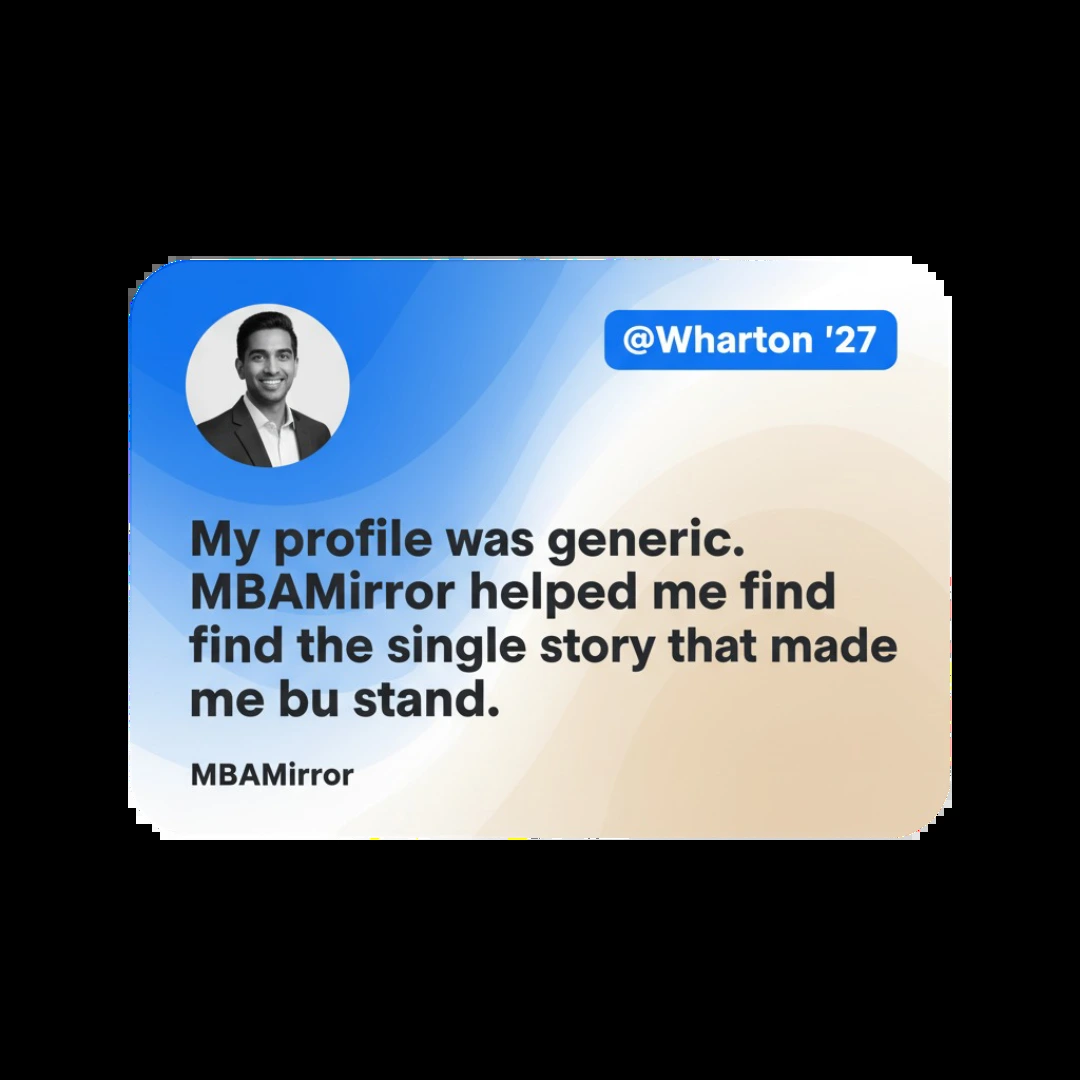 @Wharton '27
My profile was generic.
MBAMirror helped me find
find the single story that made
me bu stand.
MBAMirror